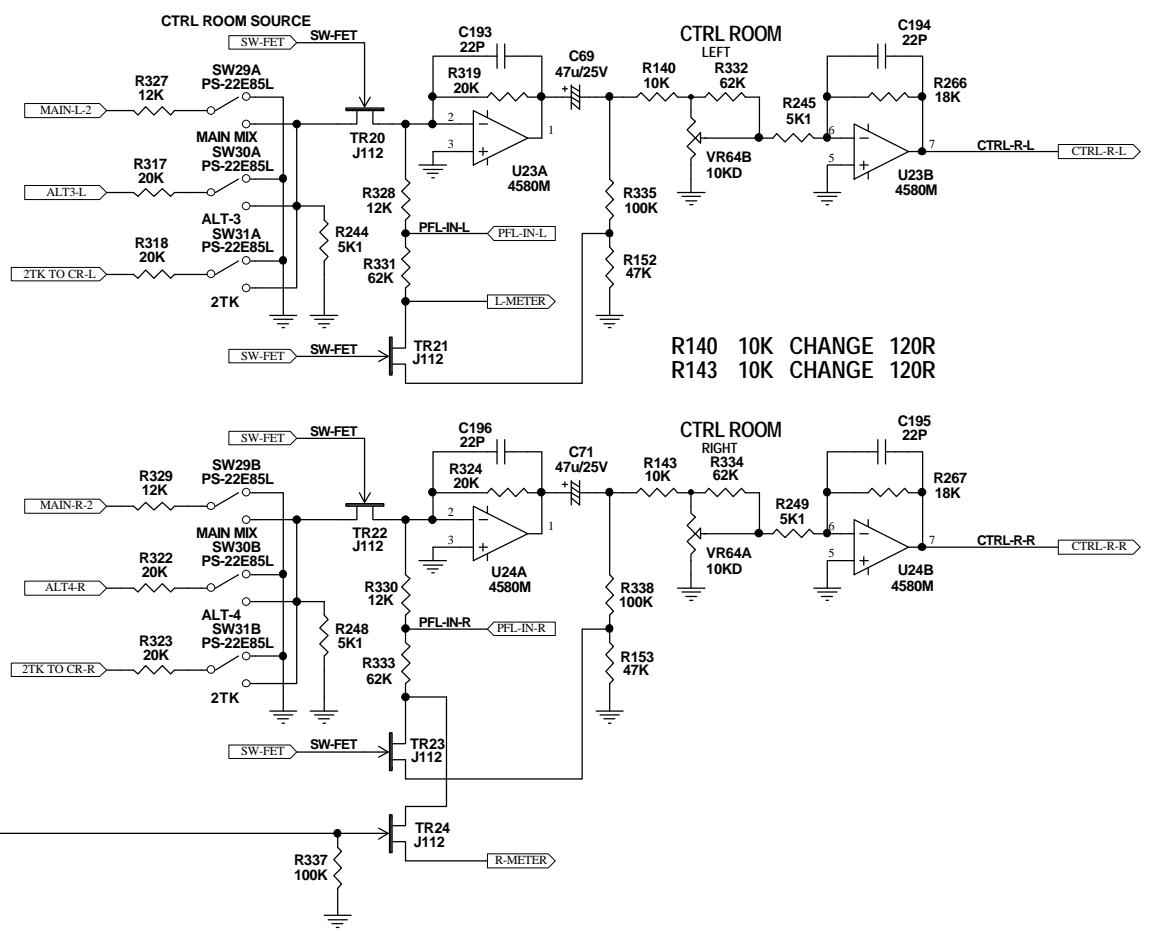 CTRL ROOM SOURCE
SW-FET
SW-FET
C193
22P
R319
20K
C69
47u/25V
+
CTRL ROOM
LEFT
R140
10K
R332
62K
C194
22P
R266
18K
MAIN-L-2
R327
12K
SW29A
PS-22E85L
TR20
J112
2
3
1
U23A
4580M
VR64B
10KD
R245
5K1
6
5
7
U23B
4580M
CTRL-R-L
CTRL-R-L
MAIN MIX
SW30A
PS-22E85L
ALT3-L
R317
20K
R328
12K
R335
100K
ALT-3
SW31A
PS-22E85L
R244
5K1
PFL-IN-L
PFL-IN-L
2TK TO CR-L
R318
20K
R331
62K
R152
47K
2TK
L-METER
SW-FET
SW-FET
TR21
J112
R140 10K CHANGE 120R
R143 10K CHANGE 120R
SW-FET
SW-FET
C196
22P
R324
20K
C71
47u/25V
+
CTRL ROOM
RIGHT
R143
10K
R334
62K
C195
22P
R267
18K
MAIN-R-2
R329
12K
SW29B
PS-22E85L
TR22
J112
2
3
1
U24A
4580M
VR64A
10KD
R249
5K1
6
5
7
U24B
4580M
CTRL-R-R
CTRL-R-R
MAIN MIX
SW30B
PS-22E85L
ALT4-R
R322
20K
R330
12K
R338
100K
ALT-4
SW31B
PS-22E85L
R248
5K1
PFL-IN-R
PFL-IN-R
2TK TO CR-R
R323
20K
R333
62K
R153
47K
2TK
SW-FET
SW-FET
TR23
J112
TR24
J112
R337
100K
R-METER